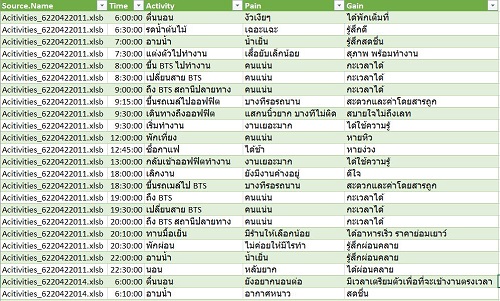 Source.Name Time Activity Pain Gain
Acitivities_6220422011.xlsb 6:00:00 ตื่นนอน งัวเงียๆ ได้พักเต็มที่
Acitivities_6220422011.xlsb 6:30:00 รดน้ำต้นไม้ เฉอะแฉะ รู้สึกดี
Acitivities_6220422011.xlsb 7:00:00 อาบน้ำ น้ำเย็น รู้สึกสดชื่น
Acitivities_6220422011.xlsb 7:30:00 แต่งตัวไปทำงาน เสื้อยับเล็กน้อย สุภาพ พร้อมทำงาน
Acitivities_6220422011.xlsb 8:00:00 ขึ้น BTS ไปทำงาน คนแน่น กะเวลาได้
Acitivities_6220422011.xlsb 8:30:00 เปลี่ยนสาย BTS คนแน่น กะเวลาได้
Acitivities_6220422011.xlsb 9:00:00 ถึง BTS สถานีปลายทาง คนแน่น กะเวลาได้
Acitivities_6220422011.xlsb 9:15:00 ขึ้นรถเมล์ไปออฟฟิต บางทีรอรถนาน สะดวกและค่าโดยสารถูก
Acitivities_6220422011.xlsb 9:30:00 เดินทางถึงออฟฟิต แสกนนิ้วยาก บางทีไม่ติด สบายใจไม่ถึงเลท
Acitivities_6220422011.xlsb 9:30:00 เริ่มทำงาน งานเยอะมาก ได้ใช้ความรู้
Acitivities_6220422011.xlsb 12:00:00 พักเที่ยง คนแน่น หายหิว
Acitivities_6220422011.xlsb 12:45:00 ซื้อกาแฟ ได้ช้า หายง่วง
Acitivities_6220422011.xlsb 13:00:00 กลับเข้าออฟฟิตทำงาน งานเยอะมาก ได้ใช้ความรู้
Acitivities_6220422011.xlsb 18:00:00 เลิกงาน ยังมีงานค้างอยู่ ดีใจ
Acitivities_6220422011.xlsb 18:30:00 ขึ้นรถเมล์ไป BTS บางทีรอรถนาน สะดวกและค่าโดยสารถูก
Acitivities_6220422011.xlsb 19:00:00 ถึง BTS คนแน่น กะเวลาได้
Acitivities_6220422011.xlsb 19:30:00 เปลี่ยนสาย BTS คนแน่น กะเวลาได้
Acitivities_6220422011.xlsb 20:00:00 ถึง BTS สถานีปลายทาง คนแน่น กะเวลาได้
Acitivities_6220422011.xlsb 20:10:00 ทานมื้อเย็น มีร้านให้เลือกน้อย ได้อาหารเร็ว ราคาย่อมเยาว์
Acitivities_6220422011.xlsb 20:30:00 พักผ่อน ไม่ค่อยให้มีไรทำ รู้สึกผ่อนคลาย
Acitivities_6220422011.xlsb 22:00:00 อาบน้ำ น้ำเย็น รู้สึกผ่อนคลาย
Acitivities_6220422011.xlsb 22:30:00 นอน หลับยาก ได้ผ่อนคลาย
Acitivities_6220422014.xlsb 6:00:00 ตื่นนอน ยังอยากนอนต่อ มีเวลาเตรียมตัวเพื่อที่จะเข้างานตรงเวลา
Acitivities_6220422014.xlsb 6:10:00 อาบน้ำ อากาศหนาว สดชื่น